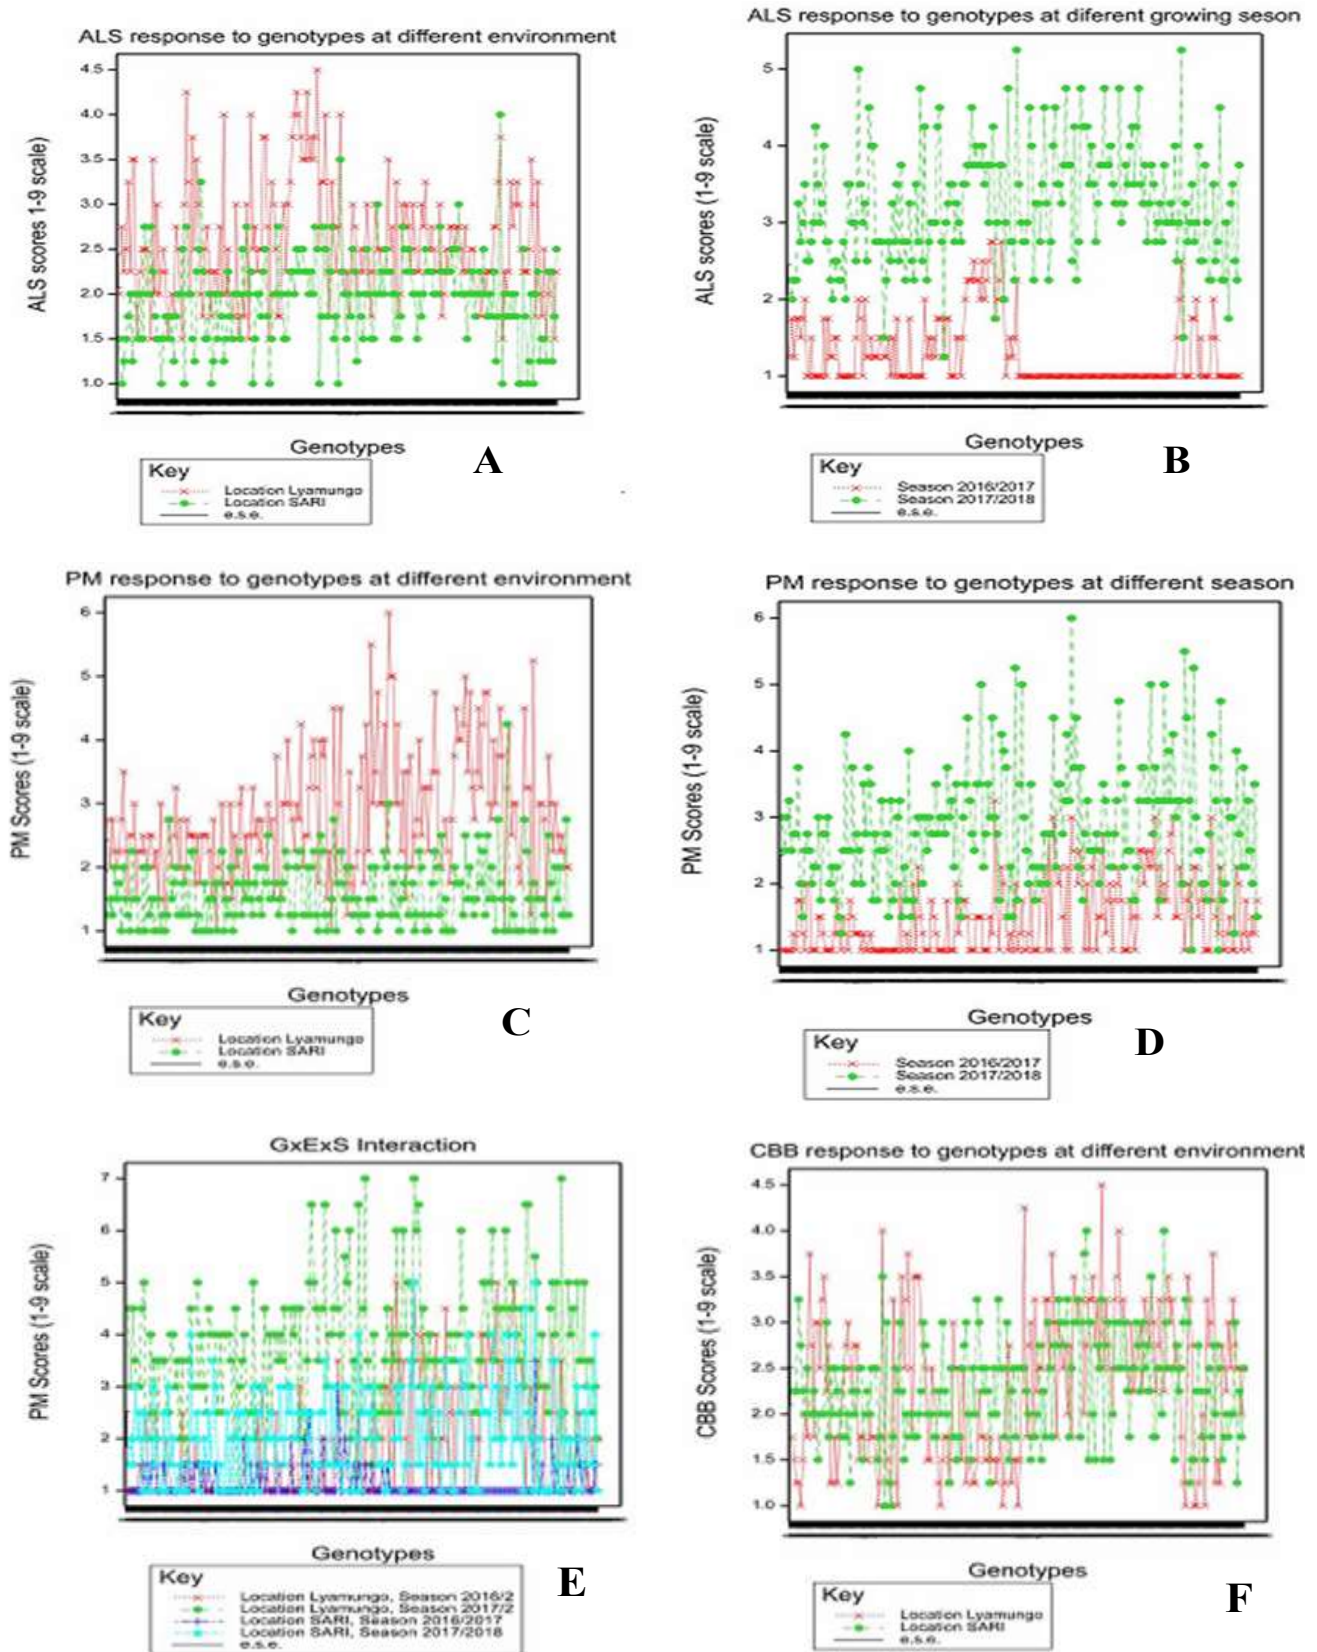 ALS response to genotypes at different environment
ALS scores 1-9 scale)
4.5
4.0
3.5
3.0
2.5
2.0
1.5
1.0
Genotypes
Key
Location Lyamungo
Location SARI
e.s.e.
A
ALS response to genotypes at diferent growing seson
ALS scores (1-9 scale)
5
4
3
2
1
Genotypes
Key
Season 2016/2017
Season 2017/2018
e.s.e.
B
PM response to genotypes at different environment
PM Scores (1-9 scale)
6
5
4
3
2
1
Genotypes
Key
Location Lyamungo
Location SARI
e.s.e.
C
PM response to genotypes at different season
PM Scores (1-9 scale)
6
5
4
3
2
1
Genotypes
Key
Season 2016/2017
Season 2017/2018
e.s.e.
D
GxExS Interaction
PM Scores (1-9 scale)
7
6
5
4
3
2
1
Genotypes
Key
Location Lyamungo, Season 2016/2
Location Lyamungo, Season 2017/2
Location SARI, Season 2016/2017
Location SARI, Season 2017/2018
e.s.e.
E
CBB response to genotypes at different environment
CBB Scores (1-9 scale)
4.5
4.0
3.5
3.0
2.5
2.0
1.5
1.0
Genotypes
Key
Location Lyamungo
Location SARI
e.s.e.
F